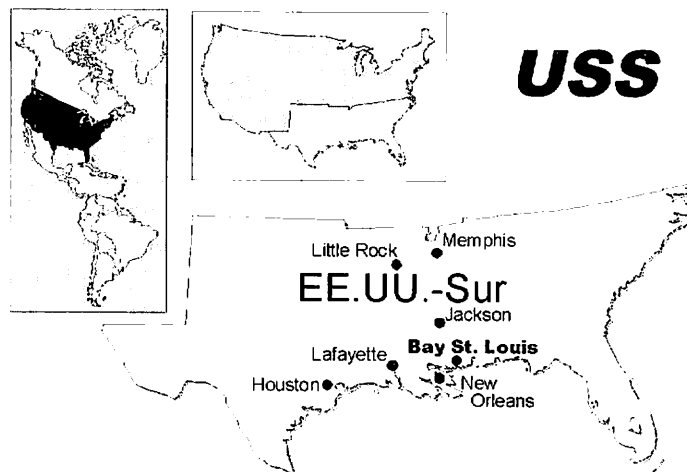 USS
Little Rock
Memphis
EE.UU.-Sur
Jackson
Bay St. Louis
Lafayette
Houston
New
Orleans